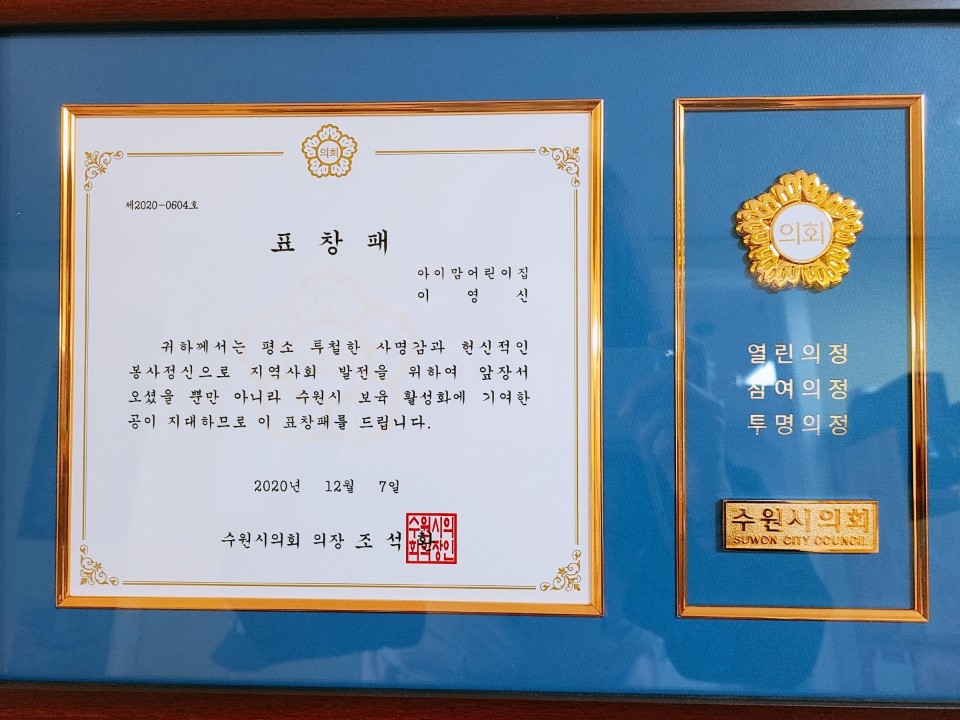 의회
제2020-0604호
표 창 패
아이맘어린이집
이 영 신
귀하께서는 평소 투철한 사명감과 헌신적인
봉사정신으로 지역사회 발전을 위하여 앞장서
오셨을 뿐만 아니라 수원시 보육 활성화에 기역한
공이 지대하므로 이 표창패를 드립니다.
2020년 12월 7일
수원시의회 의장 조 석 환
수원시의
회의장인
의회
열린의정
참여의정
투명의정
수원시의회
SUWON CITY COUNCIL